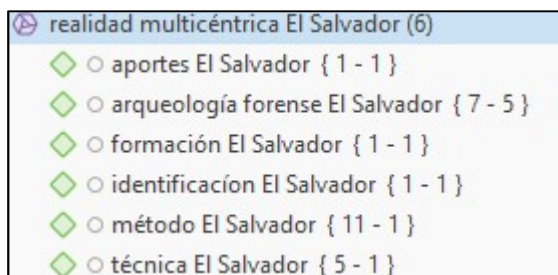 realidad multicéntrica El Salvador (6)
aportes El Salvador { 1 - 1 }
arqueología forense El Salvador { 7 - 5 }
formación El Salvador { 1 - 1 }
identificacíon El Salvador { 1 - 1 }
método El Salvador { 11 - 1 }
técnica El Salvador { 5 - 1 }